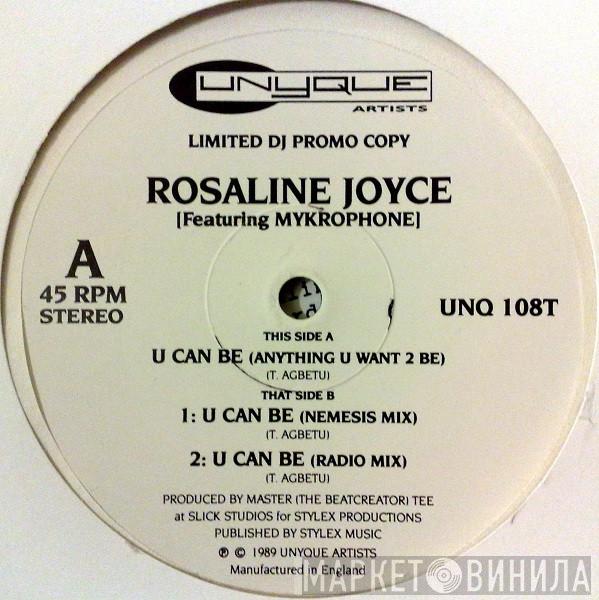 UNYQUE
ARTISTS
LIMITED DJ PROMO COPY
ROSALINE JOYCE
[Featuring MYKROPHONE]
A
45 RPM
STEREO
UNQ 108T
THIS SIDE A
U CAN BE (ANYTHING U WANT 2 BE)
(T. AGBETU)
THAT SIDE B
1: U CAN BE (NEMESIS MIX)
(T. AGBETU)
2: U CAN BE (RADIO MIX)
(T. AGBETU)
PRODUCED BY MASTER (THE BEATCREATOR) TEE
at SLICK STUDIOS for STYLEX PRODUCTIONS
PUBLISHED BY STYLEX MUSIC
℗ © 1989 UNYQUE ARTISTS
Manufactured in England
МАРКЕТ ВИНИЛА